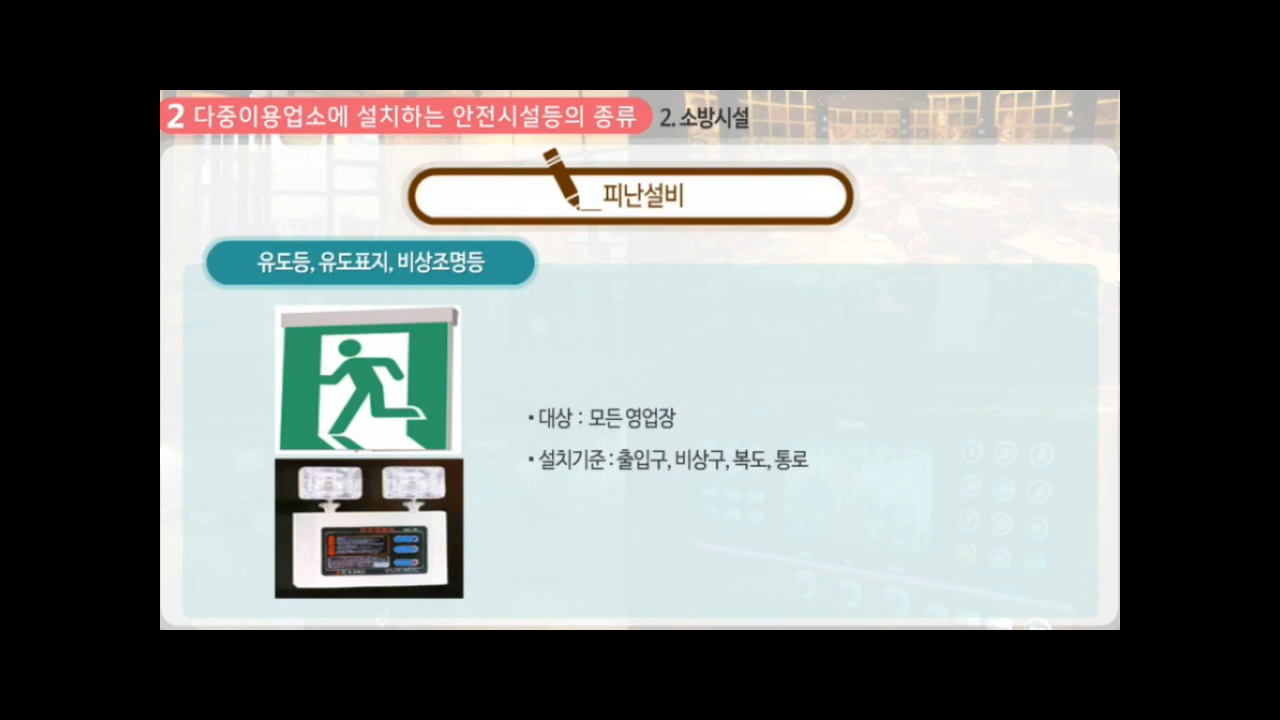 2 다중이용업소에 설치하는 안전시설등의 종류 2. 소방시설
피난설비
유도등, 유도표지, 비상조명등
• 대상 : 모든 영업장
• 설치기준 : 출입구, 비상구, 복도, 통로